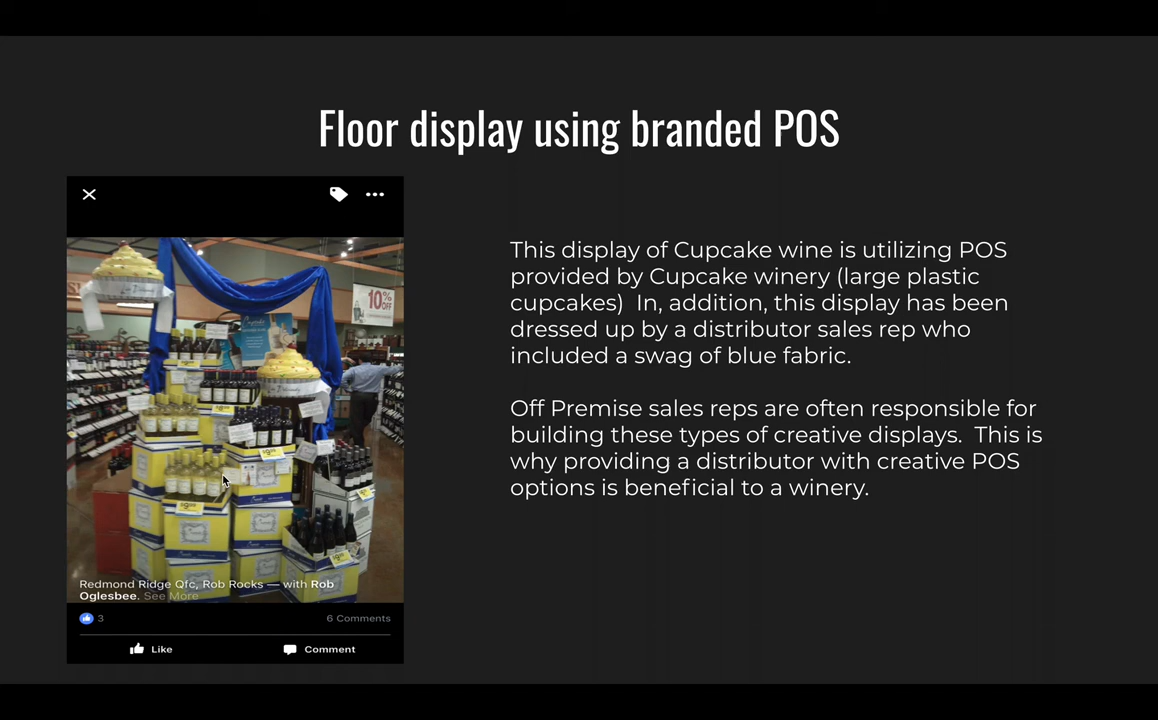 Floor display using branded POS
10%
OFF
This display of Cupcake wine is utilizing POS
provided by Cupcake winery (large plastic
cupcakes)  In, addition, this display has been
dressed up by a distributor sales rep who
included a swag of blue fabric.
Off Premise sales reps are often responsible for
building these types of creative displays.  This is
why providing a distributor with creative POS
options is beneficial to a winery.
Redmond Ridge Qfc, Rob Rocks — with Rob
Oglesbee. See More
3
6 Comments
Like
Comment